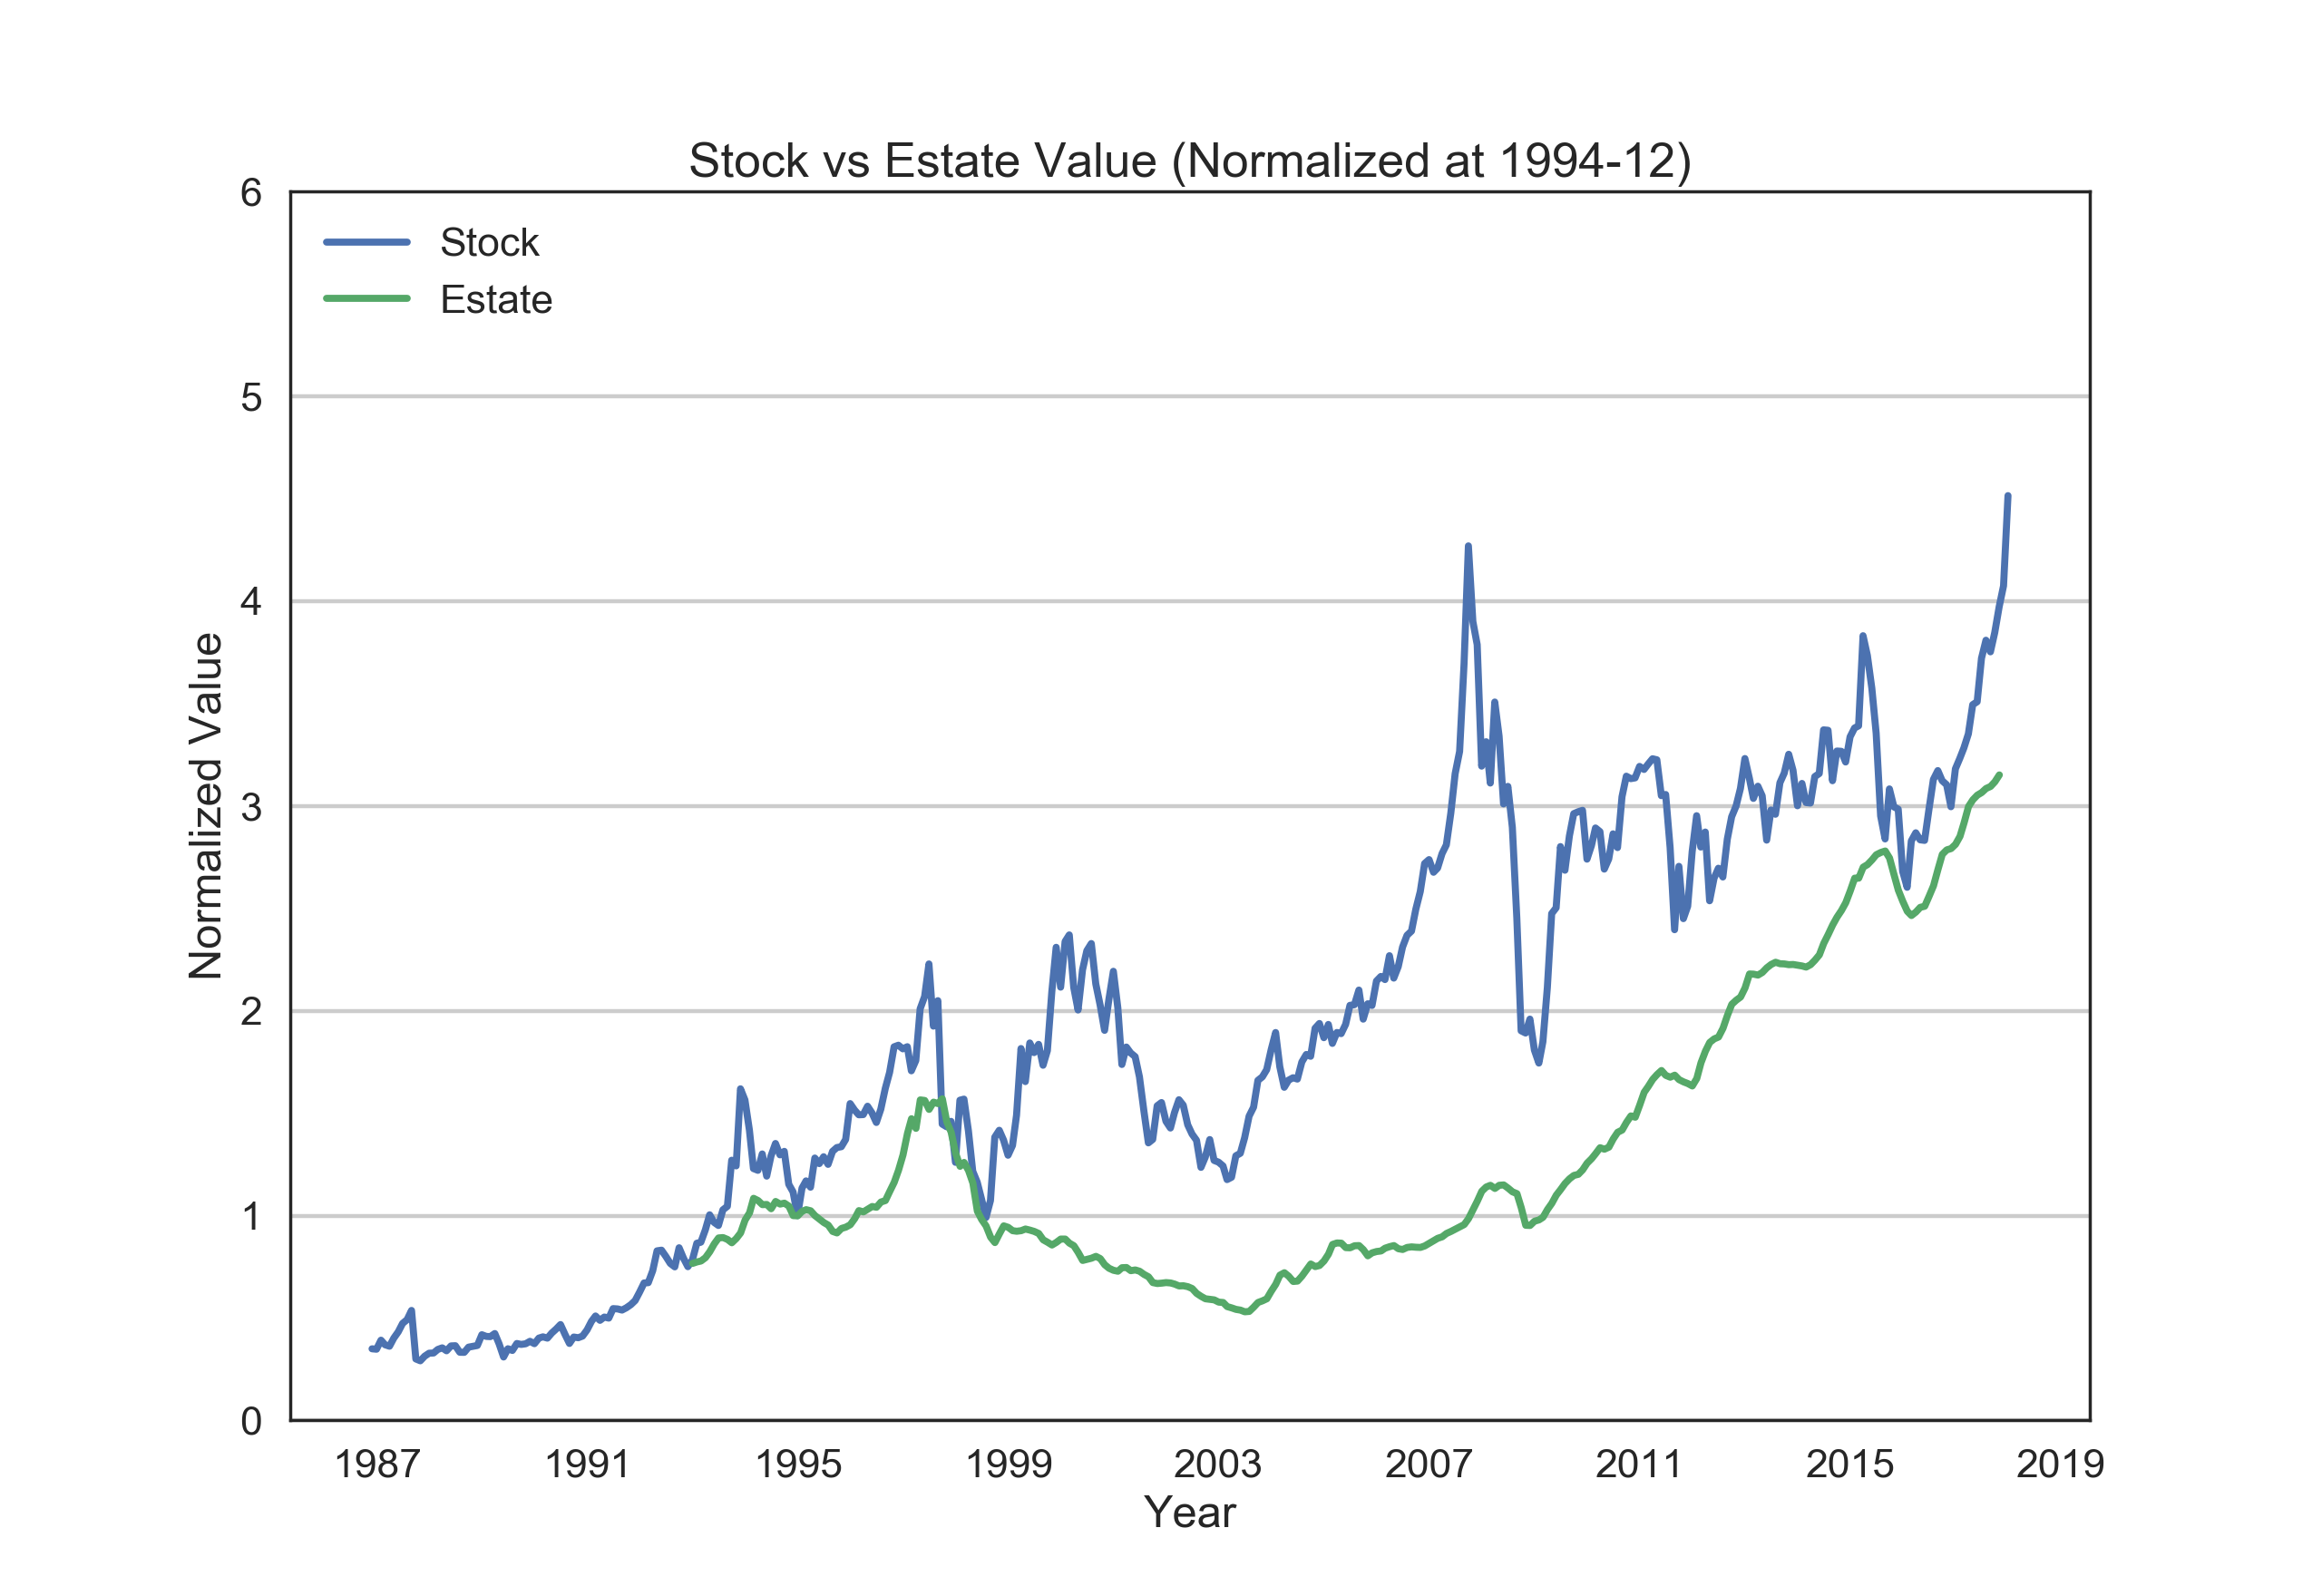 Stock vs Estate Value (Normalized at 1994-12)
6
Stock
Estate
5
4
3
2
1
0
Normalized Value
1987 1991 1995 1999 2003 2007 2011 2015 2019
Year